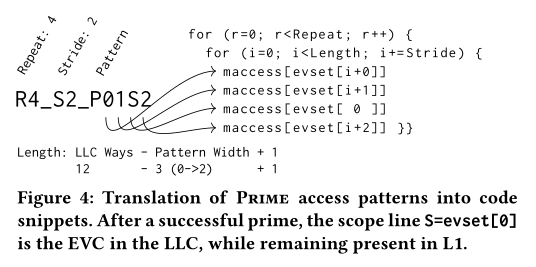 Repeat: 4
Stride: 2
Pattern
R4_S2_P01S2
for (r=0; r<Repeat; r++) {
for (i=0; i<Length; i+=Stride) {
maccess[evset[i+0]]
maccess[evset[i+1]]
maccess[evset[ 0 ]]
maccess[evset[i+2]] }}
Length: LLC Ways - Pattern Width + 1
12 - 3 (0->2) + 1
Figure 4: Translation of PRIME access patterns into code
snippets. After a successful prime, the scope line S=evset[0]
is the EVC in the LLC, while remaining present in L1.